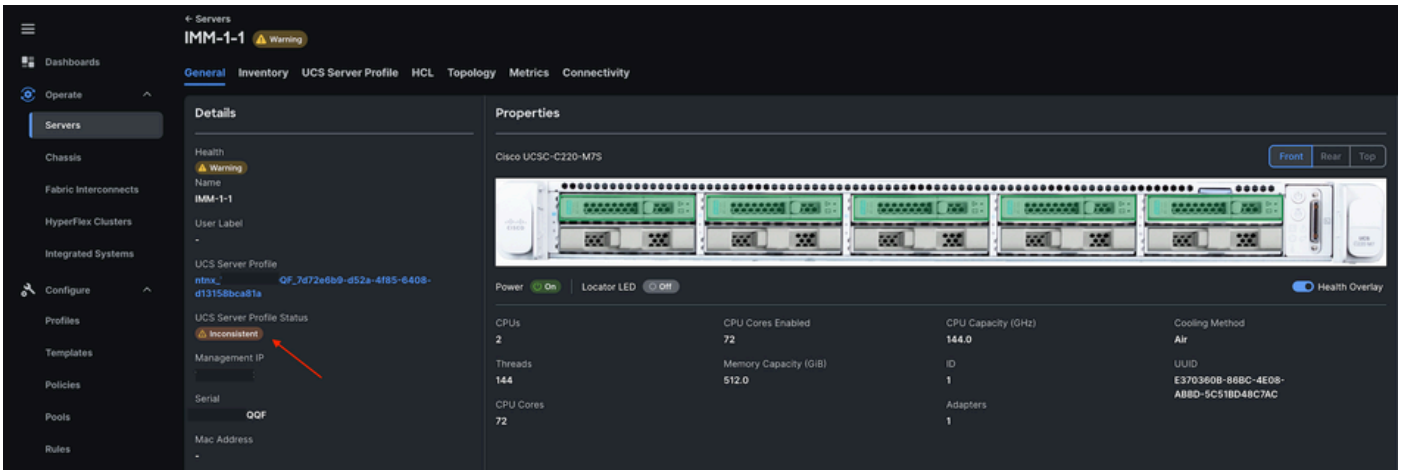 ← Servers
IMM-1-1 Warning
Dashboards
Operate
Servers
Chassis
Fabric Interconnects
HyperFlex Clusters
Integrated Systems
Configure
Profiles
Templates
Policies
Pools
Rules
General Inventory UCS Server Profile HCL Topology Metrics Connectivity
Details
Health
Warning
Name
IMM-1-1
User Label
-
UCS Server Profile
ntnx_ QF_7d72e6b9-d52a-4f85-6408-
d13158bca81a
UCS Server Profile Status
Inconsistent
Management IP
Serial
QQF
Mac Address
-
Properties
Cisco UCSC-C220-M7S
Front Rear Top
Power On Locator LED Off
Health Overlay
CPUs
2
CPU Cores Enabled
72
CPU Capacity (GHz)
144.0
Cooling Method
Air
Threads
144
Memory Capacity (GiB)
512.0
ID
1
UUID
E370360B-86BC-4E08-
ABBD-5C51BD48C7AC
CPU Cores
72
Adapters
1